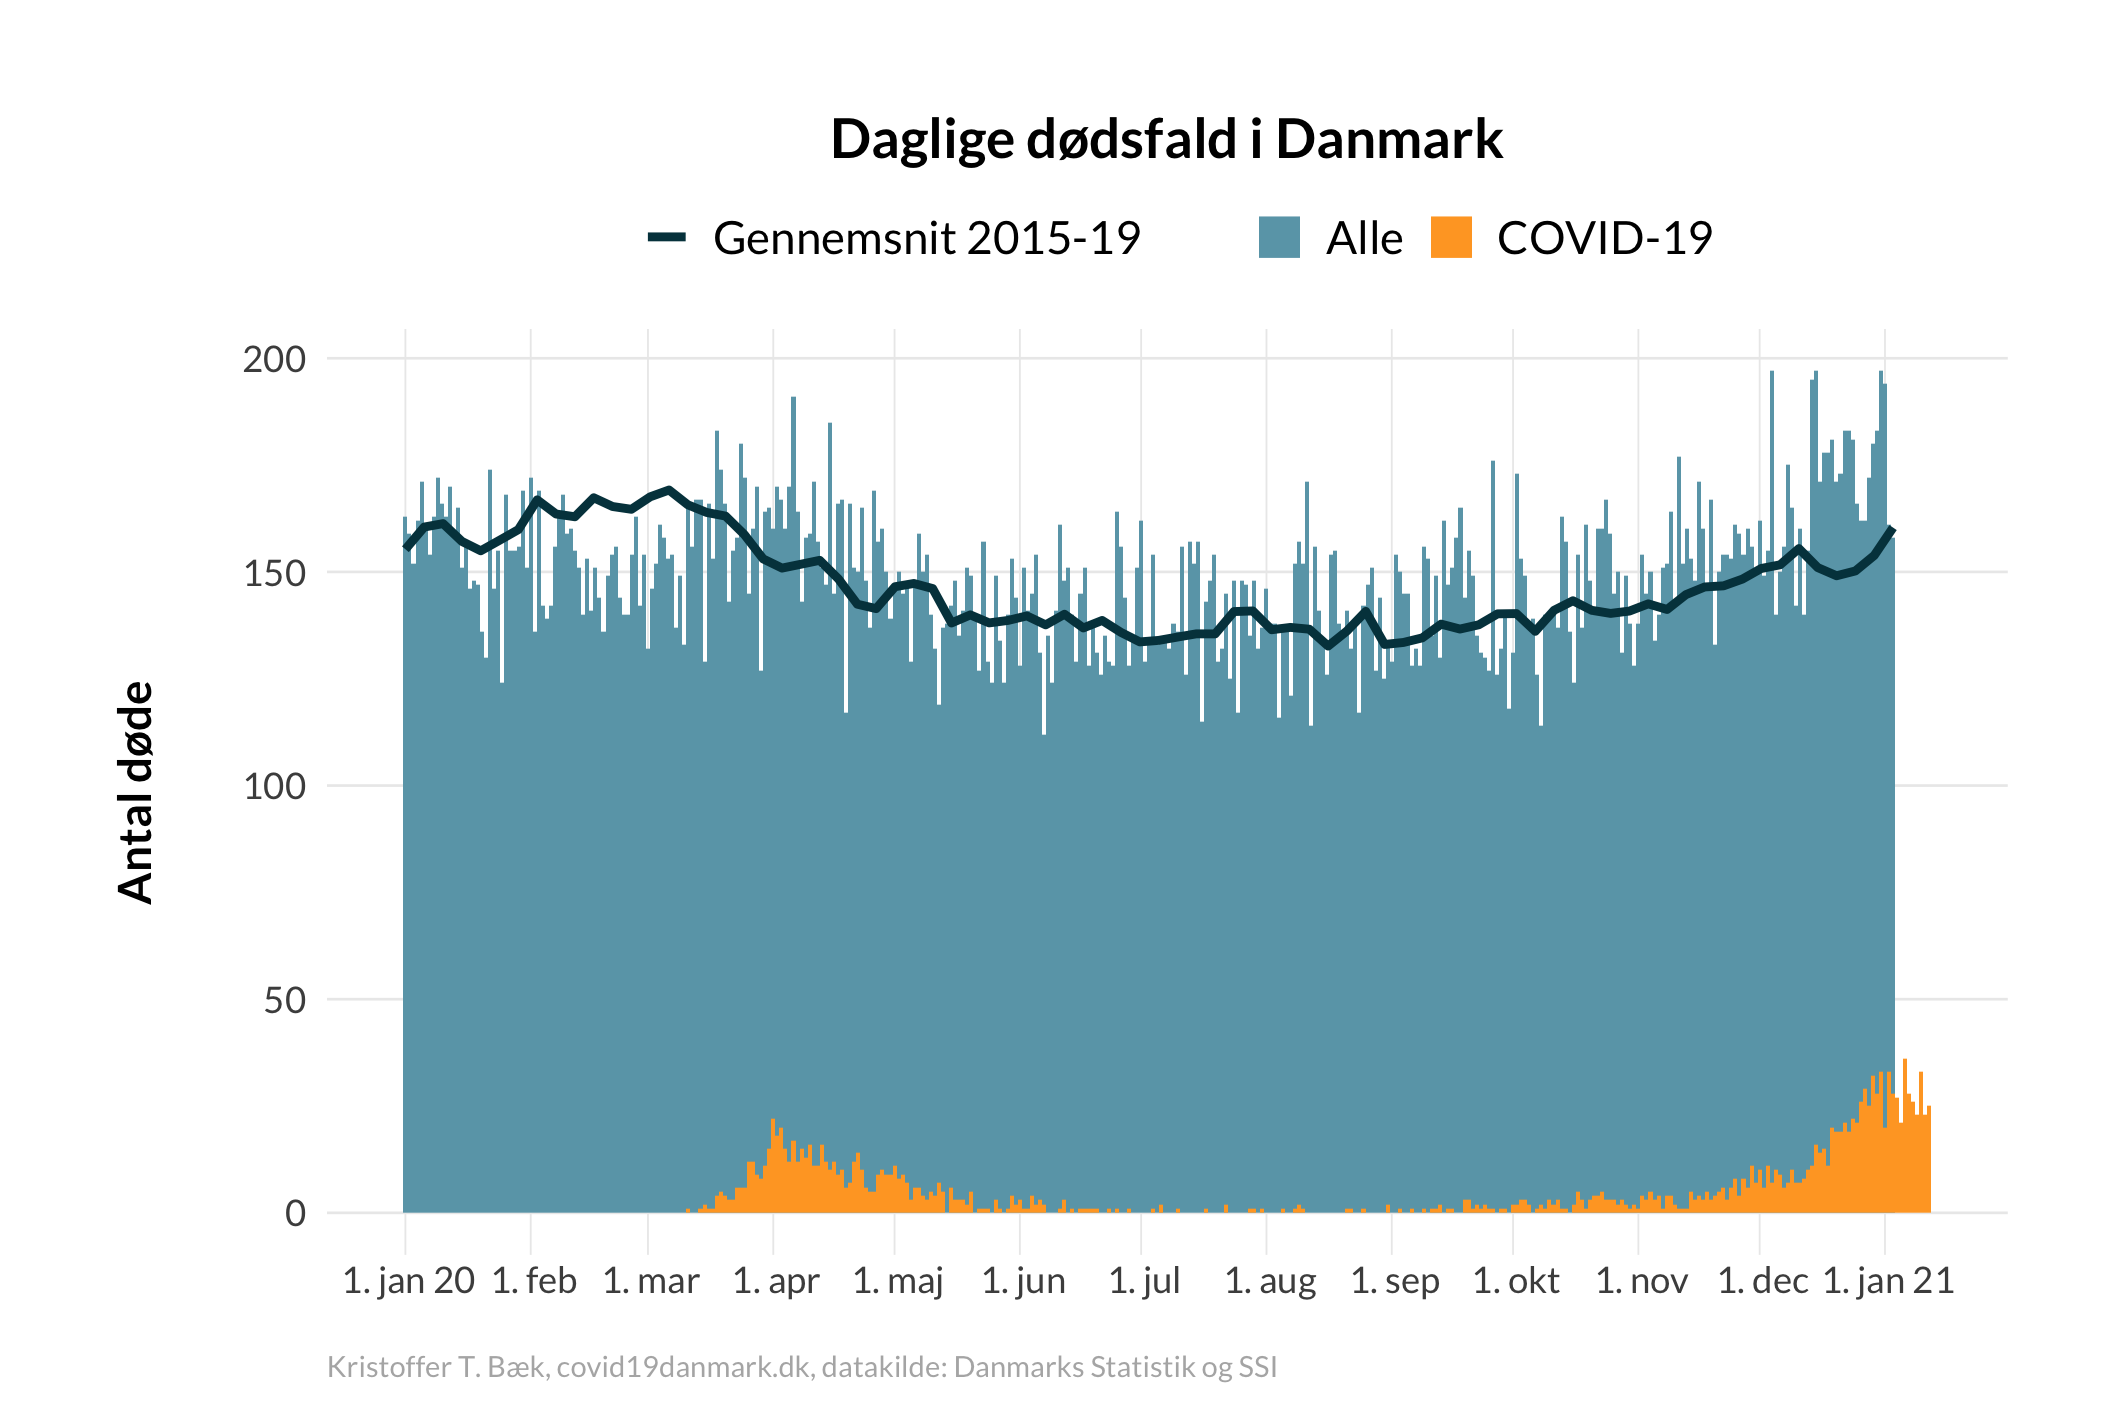 Daglige dødsfald i Danmark
Gennemsnit 2015-19 Alle COVID-19
200
150
100
50
0
Antal døde
1. jan 20 1. feb 1. mar 1. apr 1. maj 1. jun 1. jul 1. aug 1. sep 1. okt 1. nov 1. dec 1. jan 21
Kristoffer T. Bæk, covid19danmark.dk, datakilde: Danmarks Statistik og SSI